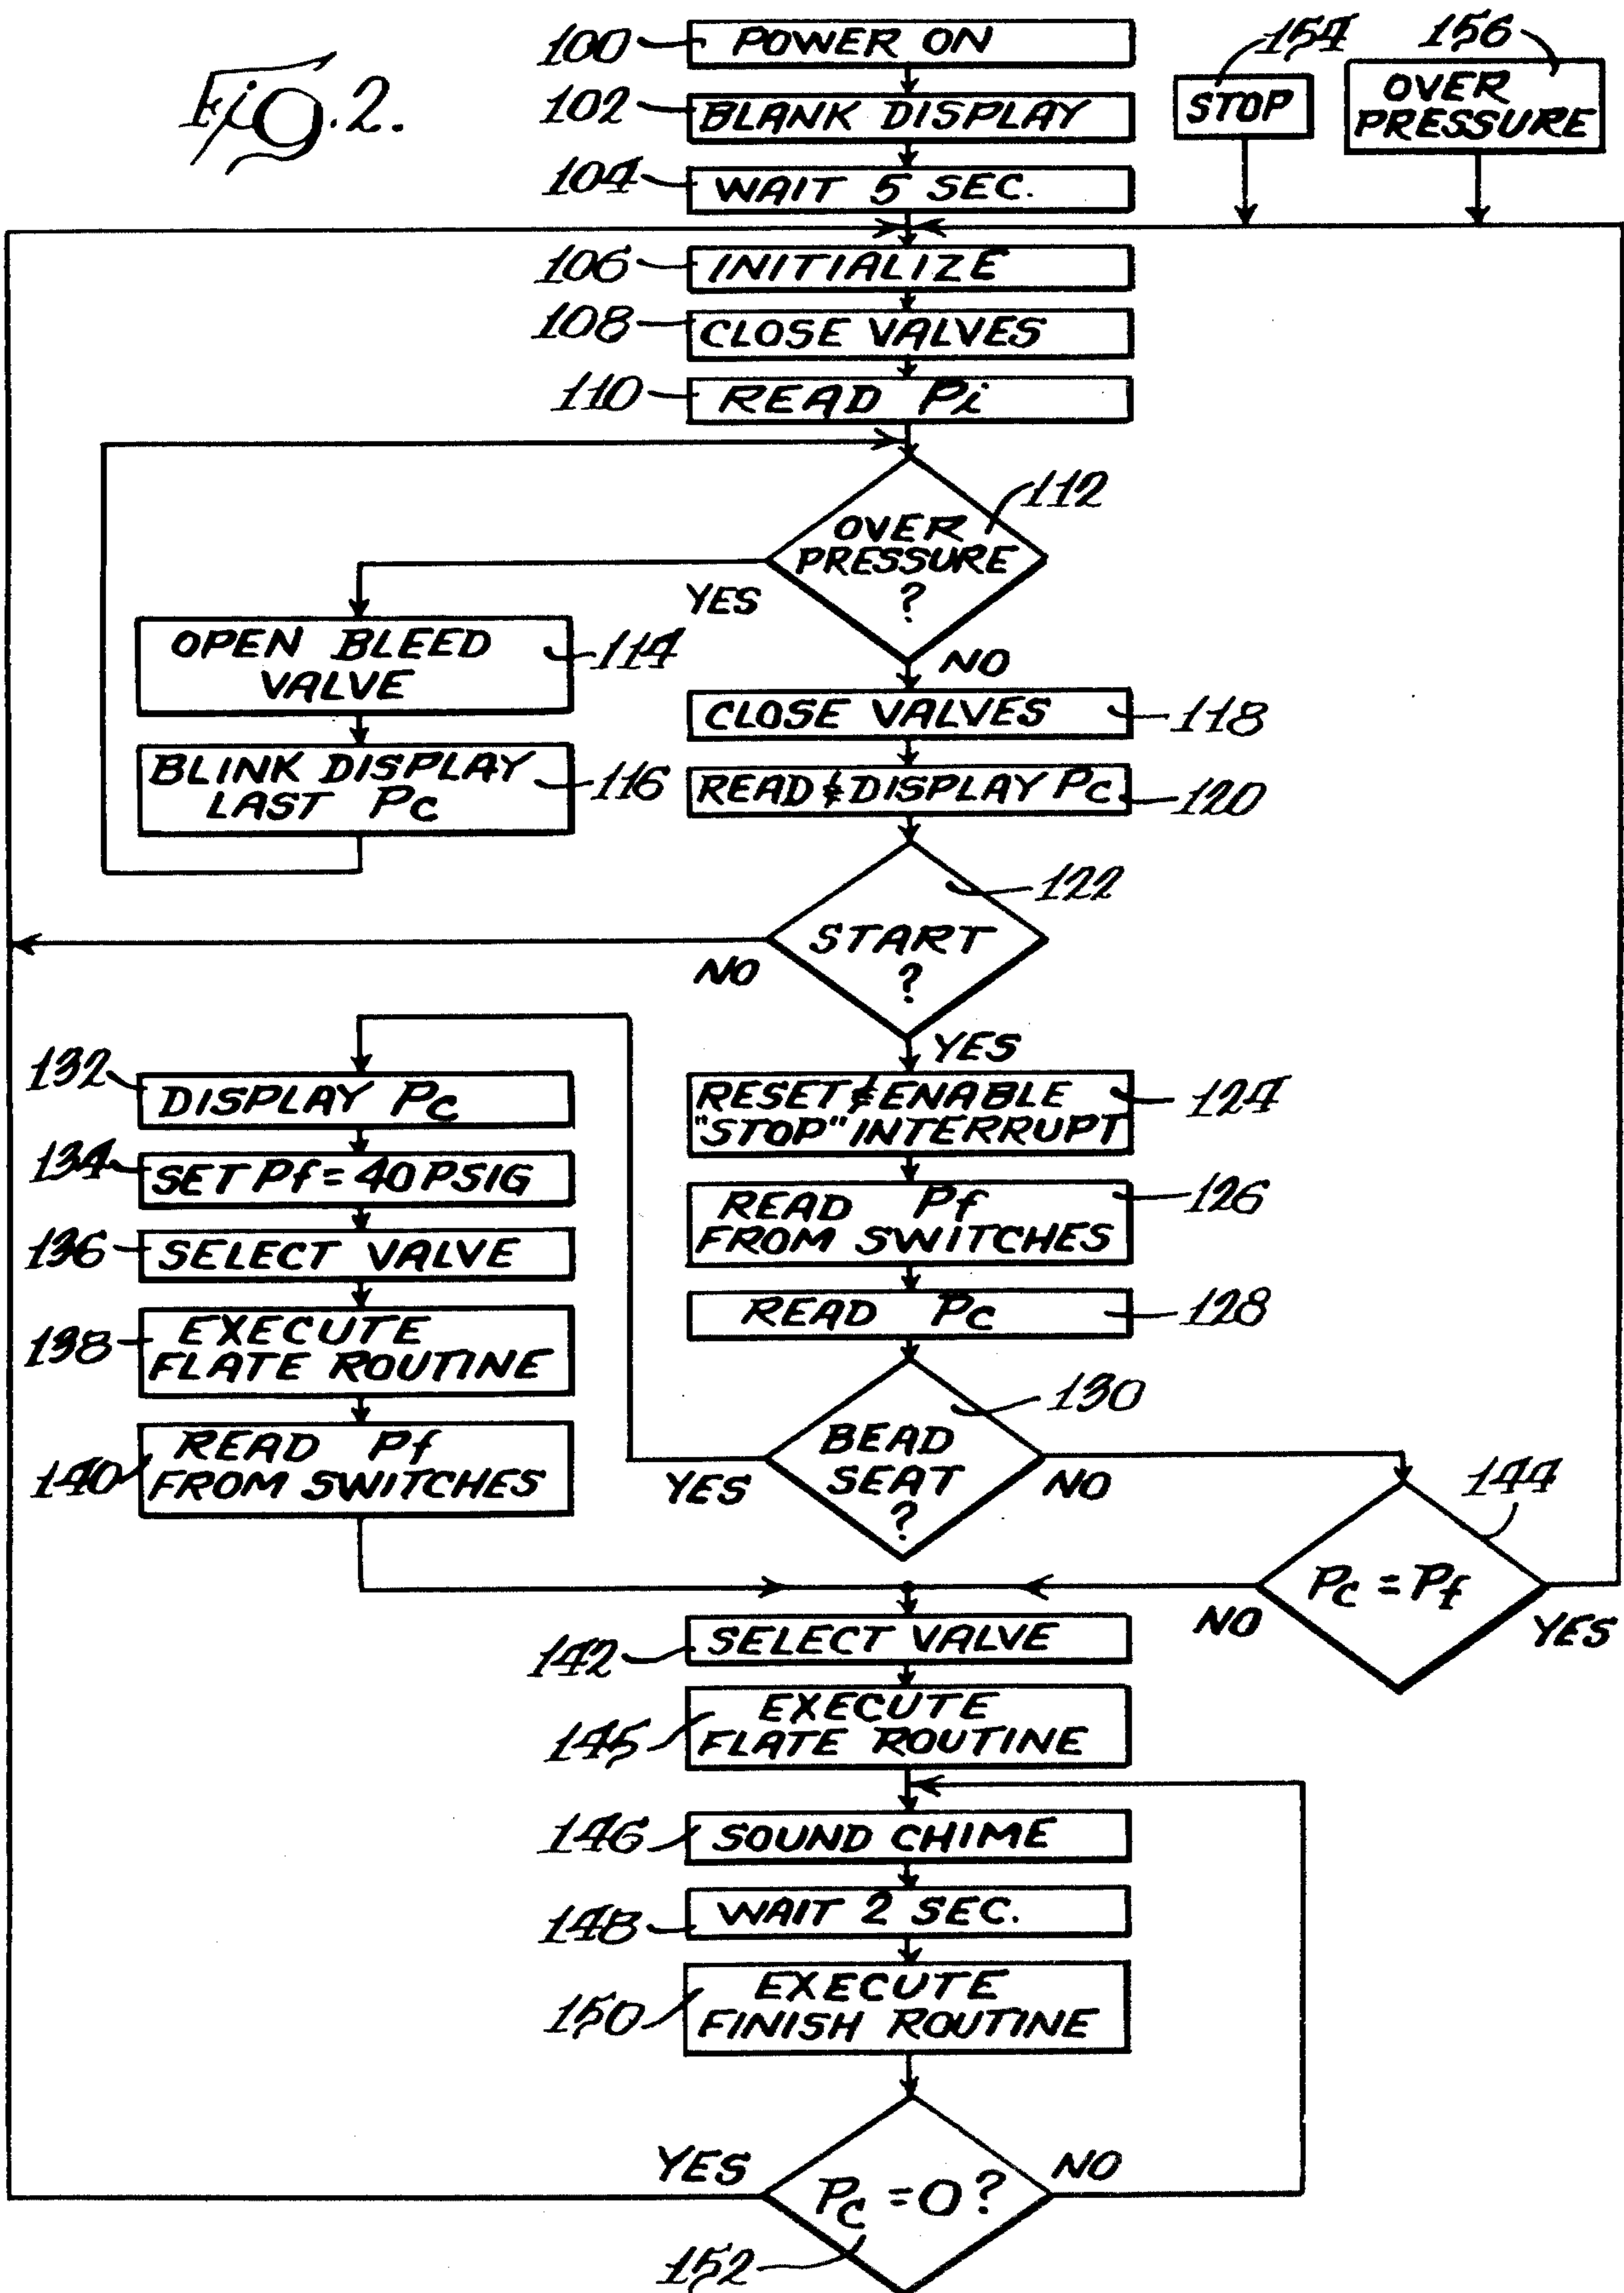 Fig. 2.
100 POWER ON
102 BLANK DISPLAY
104 WAIT 5 SEC.
154
STOP
156
OVER
PRESSURE
106 INITIALIZE
108 CLOSE VALVES
110 READ Pi
112
OVER
PRESSURE
?
YES
NO
OPEN BLEED
VALVE
114
BLINK DISPLAY
LAST Pc
116
CLOSE VALVES 118
READ & DISPLAY Pc 120
122
START
?
NO
YES
RESET & ENABLE
"STOP" INTERRUPT
124
READ Pf
FROM SWITCHES
126
READ Pc 128
130
BEAD
SEAT
?
YES
NO
132 DISPLAY Pc
134 SET Pf = 40 PSIG
136 SELECT VALVE
138
EXECUTE
FLATE ROUTINE
140
READ Pf
FROM SWITCHES
144
Pc = Pf
NO
YES
142 SELECT VALVE
145
EXECUTE
FLATE ROUTINE
146 SOUND CHIME
148 WAIT 2 SEC.
150
EXECUTE
FINISH ROUTINE
YES
NO
Pc = 0 ?
152